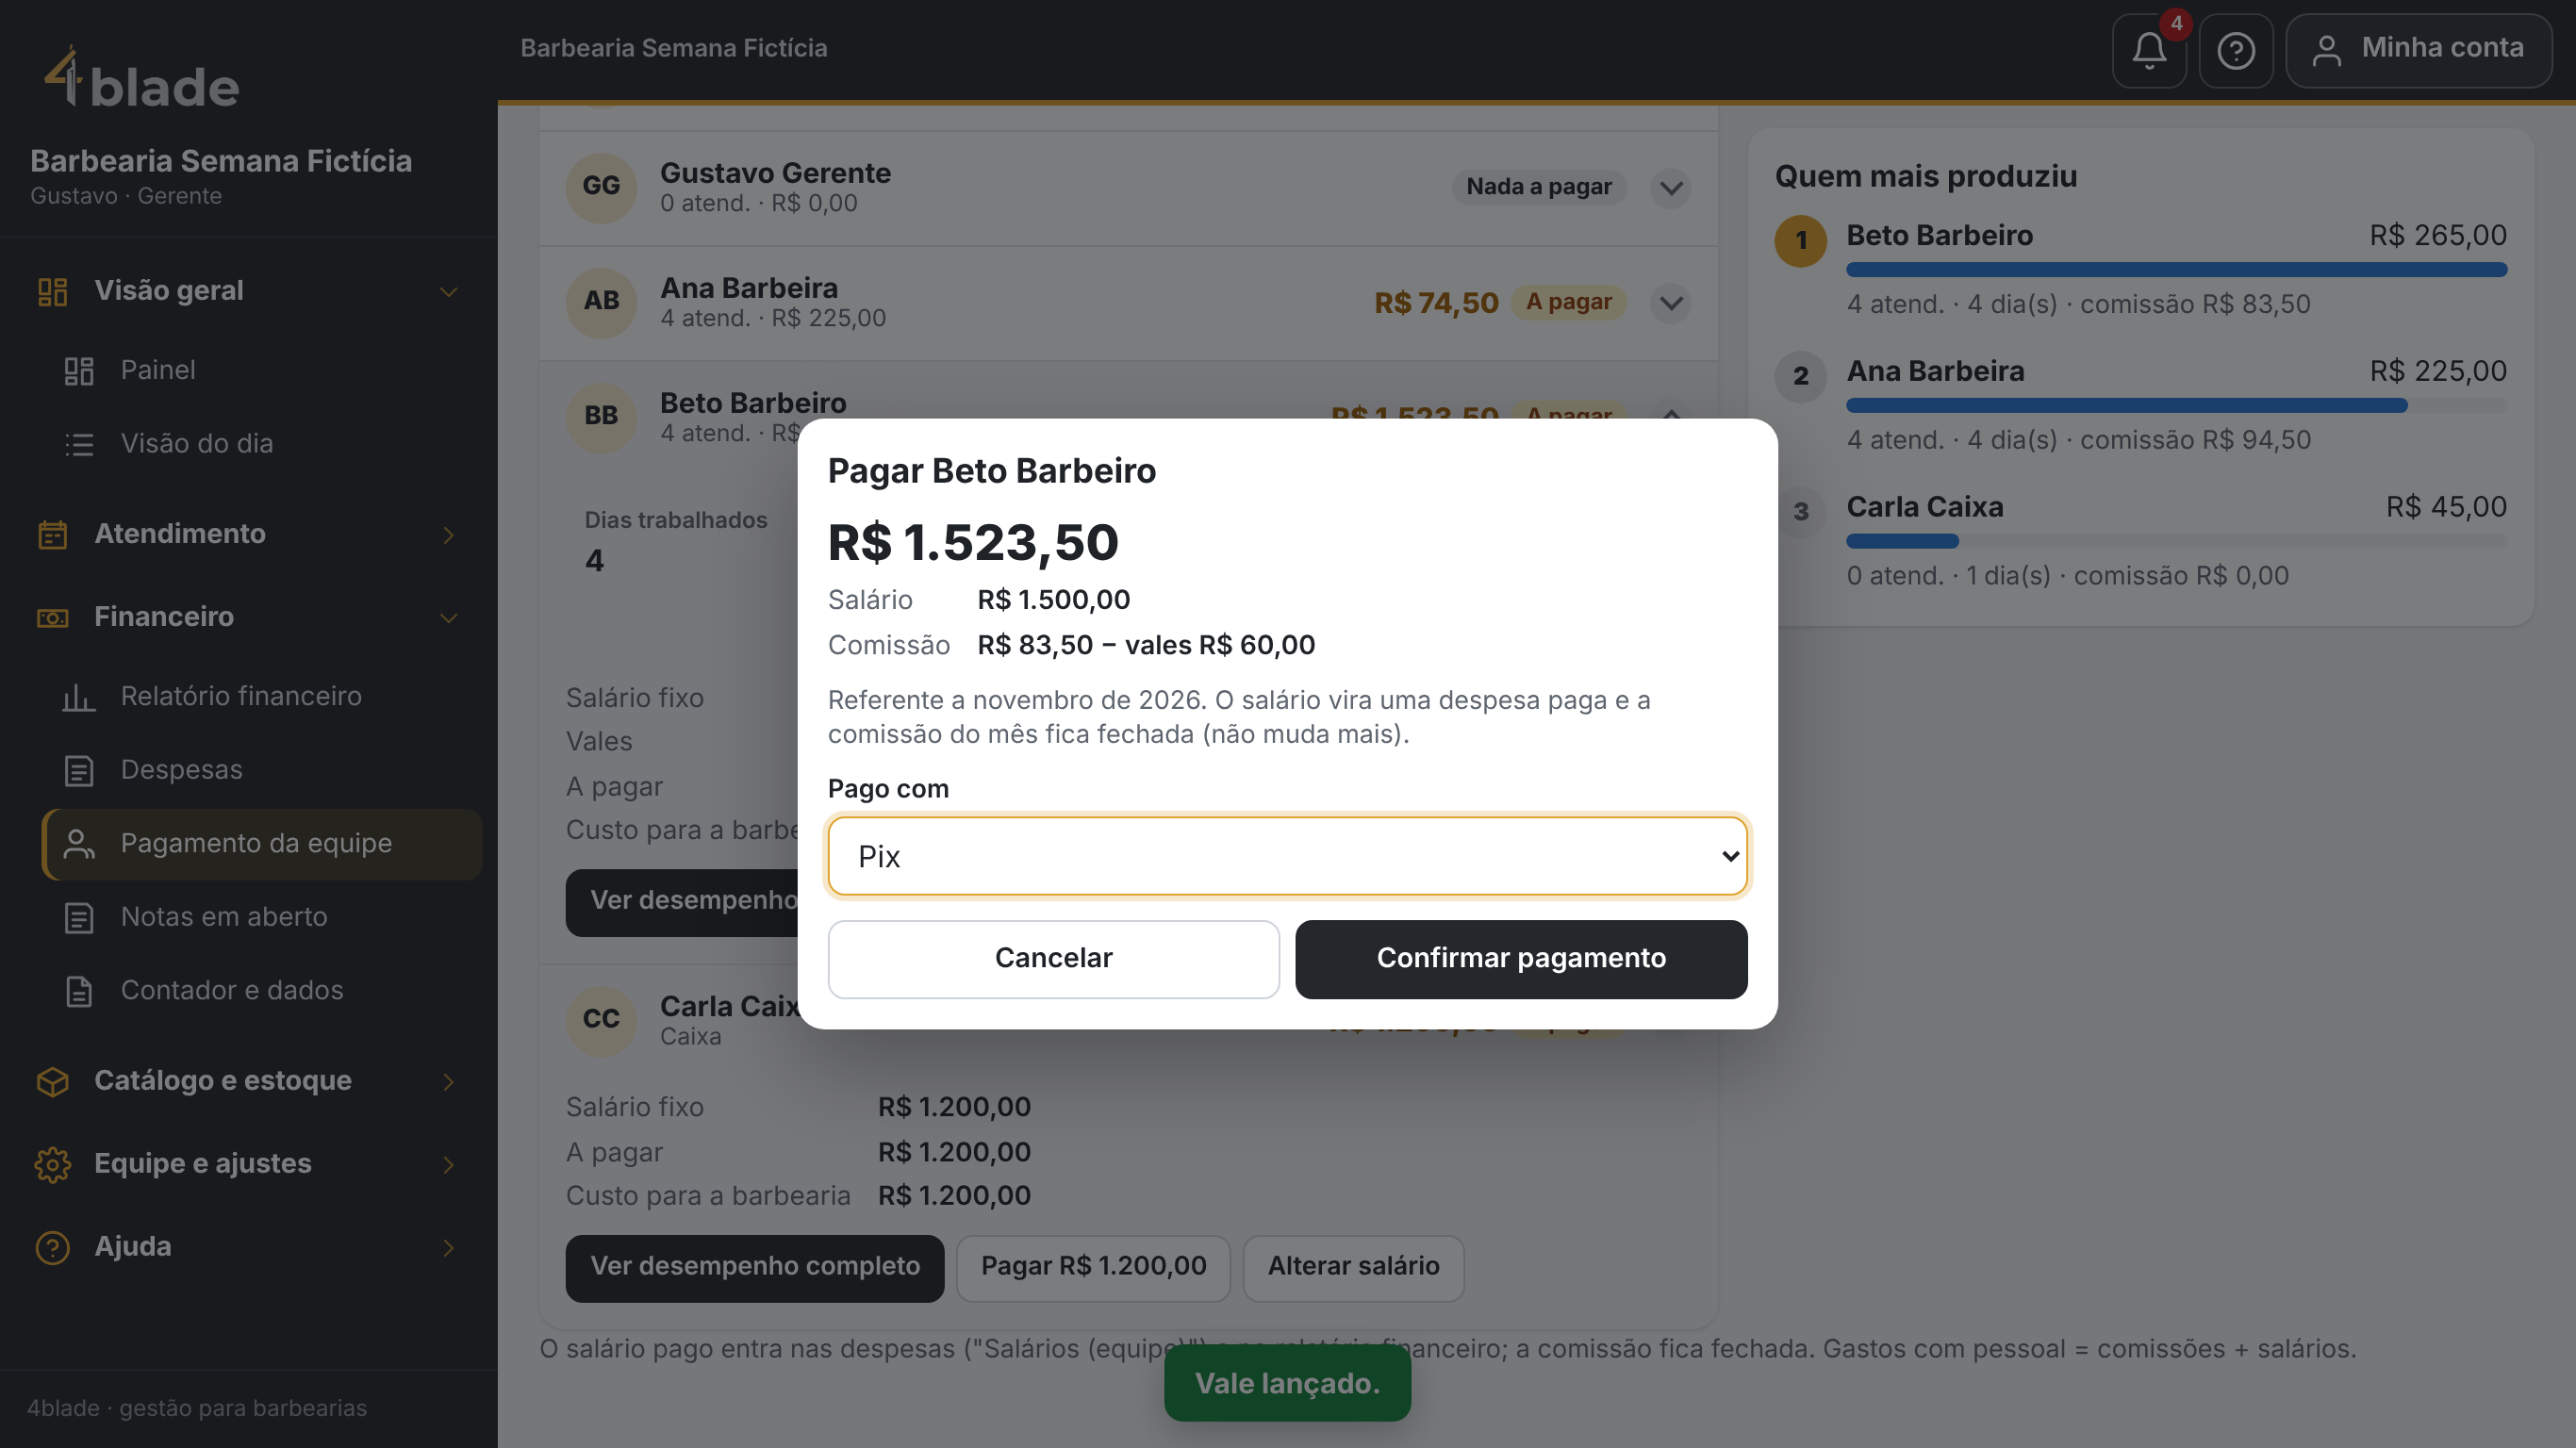 4blade
Barbearia Semana Fictícia
Gustavo · Gerente
Visão geral
Painel
Visão do dia
Atendimento
Financeiro
Relatório financeiro
Despesas
Pagamento da equipe
Notas em aberto
Contador e dados
Catálogo e estoque
Equipe e ajustes
Ajuda
4blade · gestão para barbearias
Barbearia Semana Fictícia
4
Minha conta
GG
Gustavo Gerente
0 atend. · R$ 0,00
Nada a pagar
AB
Ana Barbeira
4 atend. · R$ 225,00
R$ 74,50
A pagar
BB
Beto Barbeiro
4 atend. · R$
R$ 1.523,50
A pagar
Dias trabalhados
4
Salário fixo
Vales
A pagar
Custo para a barbe
Ver desempenho
Pagar Beto Barbeiro
R$ 1.523,50
Salário R$ 1.500,00
Comissão R$ 83,50 − vales R$ 60,00
Referente a novembro de 2026. O salário vira uma despesa paga e a
comissão do mês fica fechada (não muda mais).
Pago com
Pix
Cancelar
Confirmar pagamento
CC
Carla Caix
Caixa
Salário fixo R$ 1.200,00
A pagar R$ 1.200,00
Custo para a barbearia R$ 1.200,00
Ver desempenho completo
Pagar R$ 1.200,00
Alterar salário
O salário pago entra nas despesas ("Salários (equipe)") financeiro; a comissão fica fechada. Gastos com pessoal = comissões + salários.
Vale lançado.
Quem mais produziu
1
Beto Barbeiro
R$ 265,00
4 atend. · 4 dia(s) · comissão R$ 83,50
2
Ana Barbeira
R$ 225,00
4 atend. · 4 dia(s) · comissão R$ 94,50
3
Carla Caixa
R$ 45,00
0 atend. · 1 dia(s) · comissão R$ 0,00